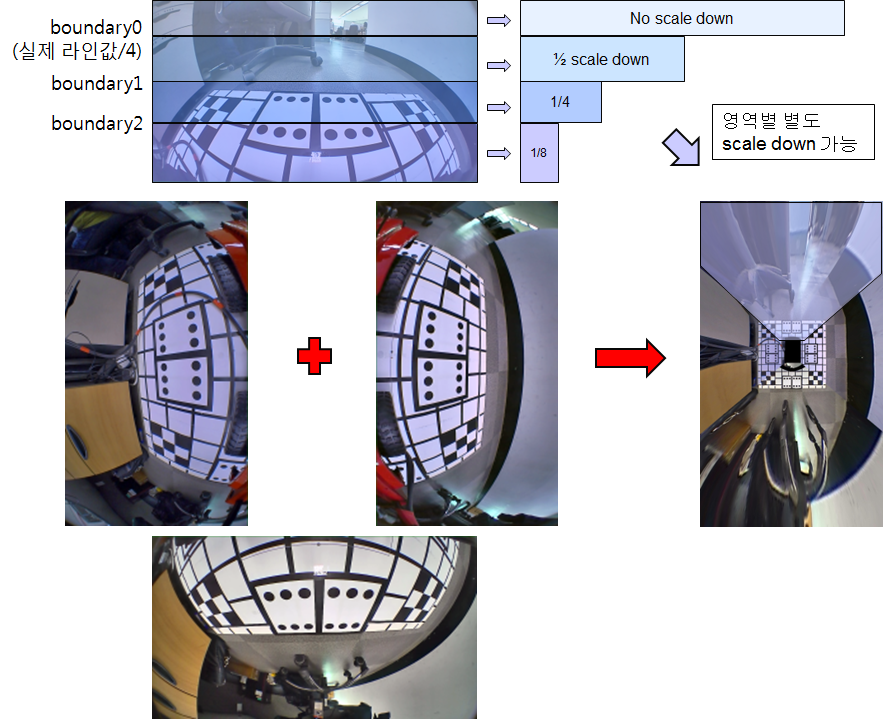 boundary0
(실제 라인값/4)
boundary1
boundary2
No scale down
½ scale down
1/4
1/8
영역별 별도
scale down 가능